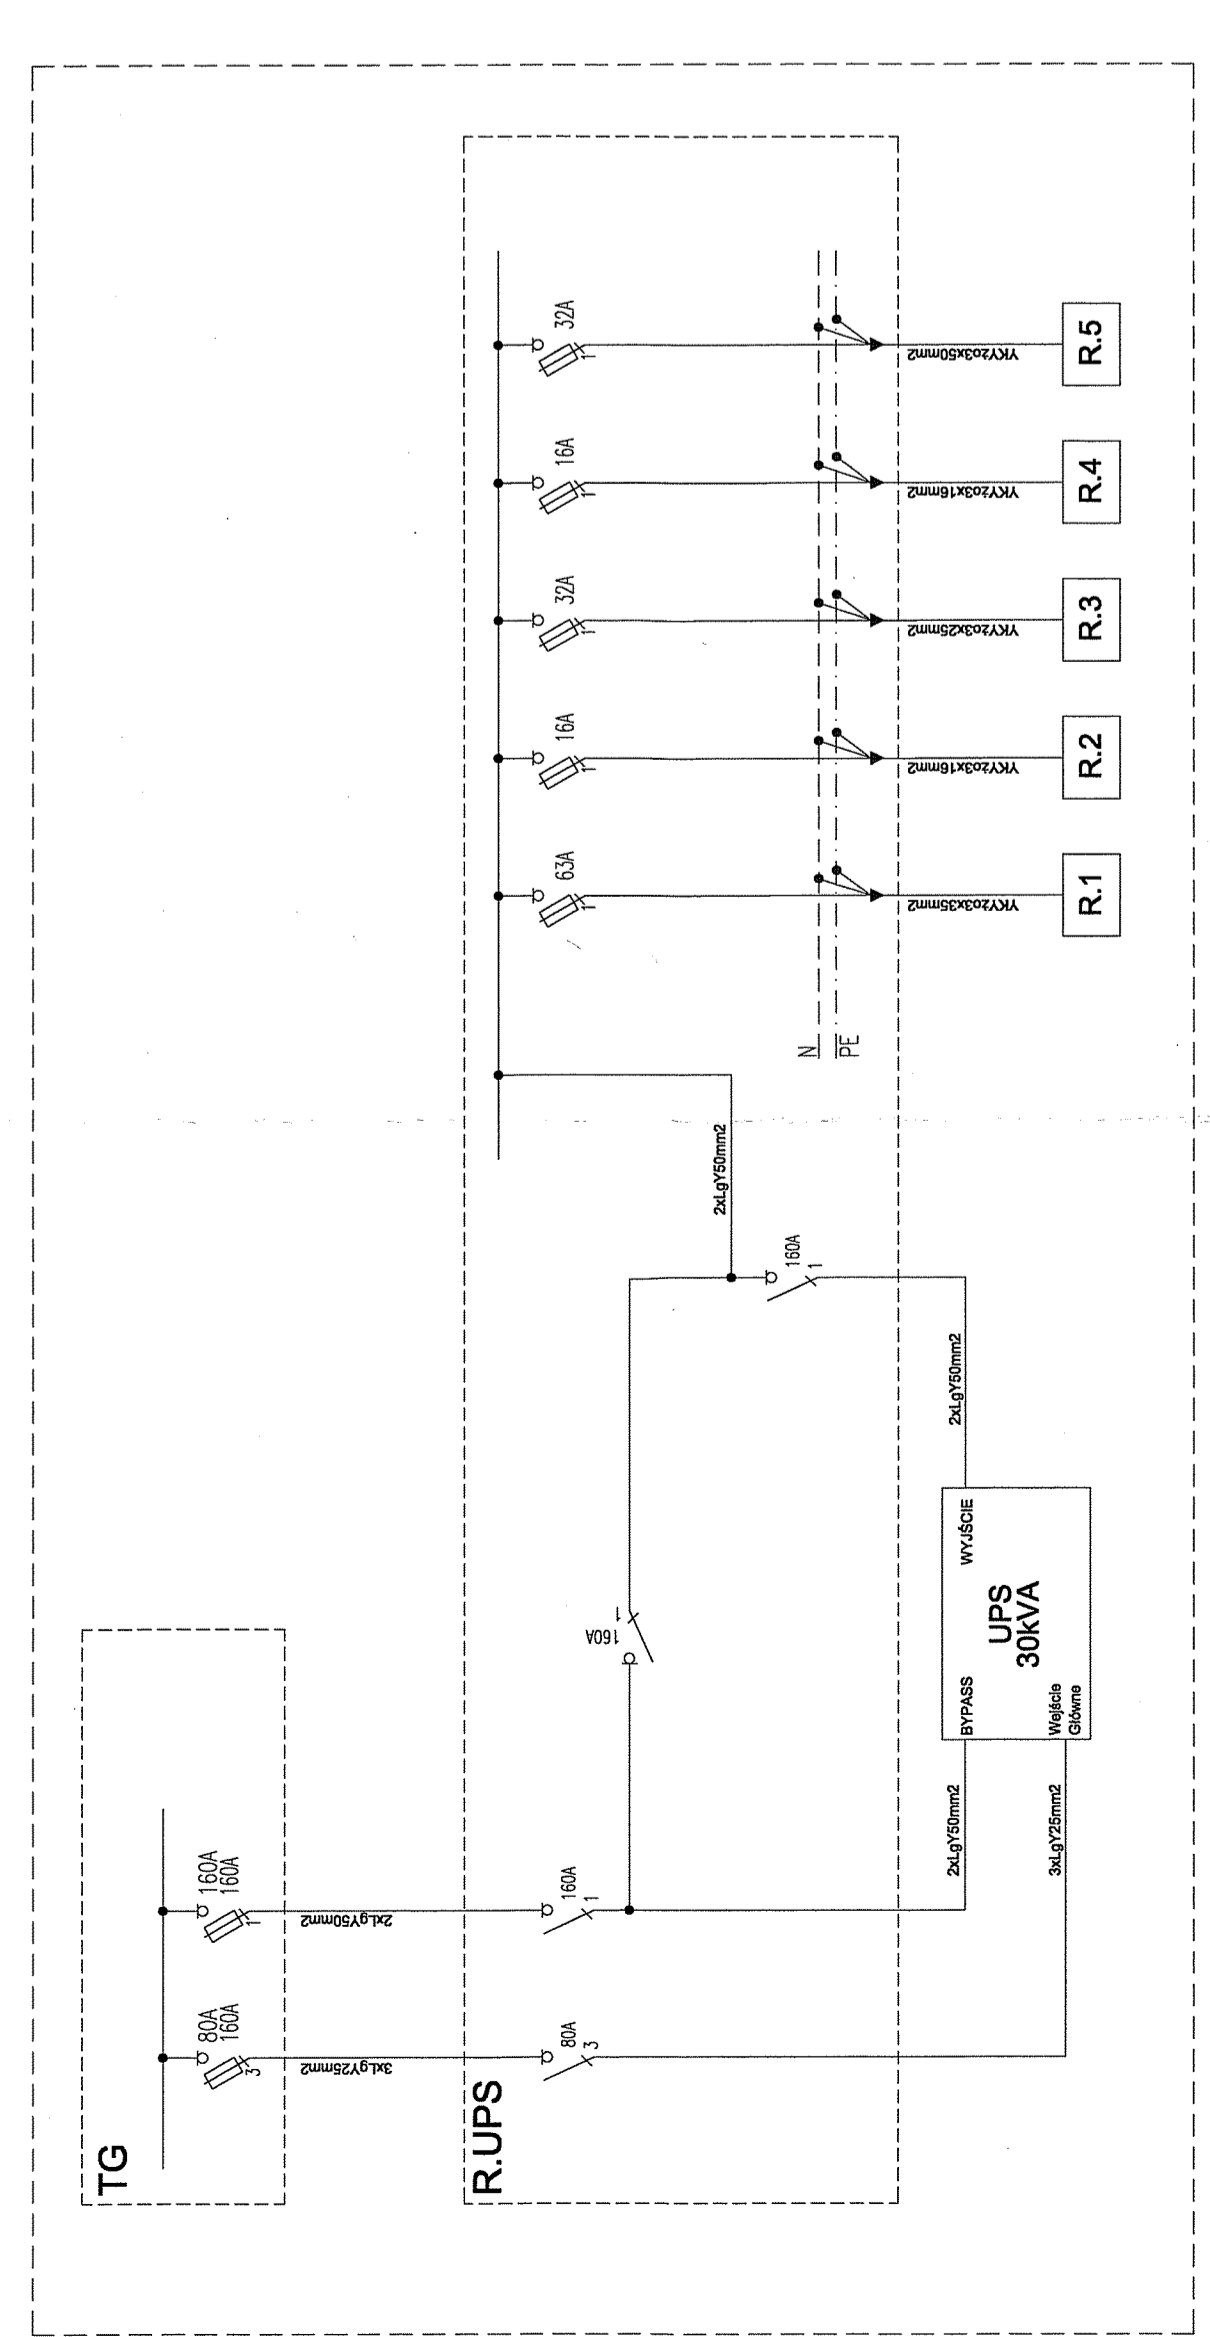 TG
80A
160A
3
3xLgY25mm2
160A
160A
1
2xLgY50mm2
R.UPS
80A
3
160A
1
160A
1
160A
1
2xLgY50mm2
N
PE
63A
1
YKYżo3x35mm2
R.1
16A
1
YKYżo3x16mm2
R.2
32A
1
YKYżo3x25mm2
R.3
16A
1
YKYżo3x16mm2
R.4
32A
1
YKYżo3x50mm2
R.5
2xLgY50mm2
3xLgY25mm2
2xLgY50mm2
BYPASS
WYJŚCIE
UPS
30kVA
Wejście
Główne